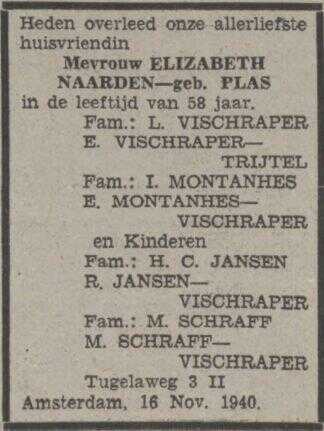 Heden overleed onze allerliefste
huisvriendin
Mevrouw ELIZABETH
NAARDEN—geb. PLAS
in de leeftijd van 58 jaar.
Fam.: L. VISCHRAPER
E. VISCHRAPER—
TRIJTEL
Fam.: I. MONTANHES
E. MONTANHES—
VISCHRAPER
en Kinderen
Fam.: H. C. JANSEN
R. JANSEN—
VISCHRAPER
Fam.: M. SCHRAFF
M. SCHRAFF—
VISCHRAPER
Tugelaweg 3 II
Amsterdam, 16 Nov. 1940.